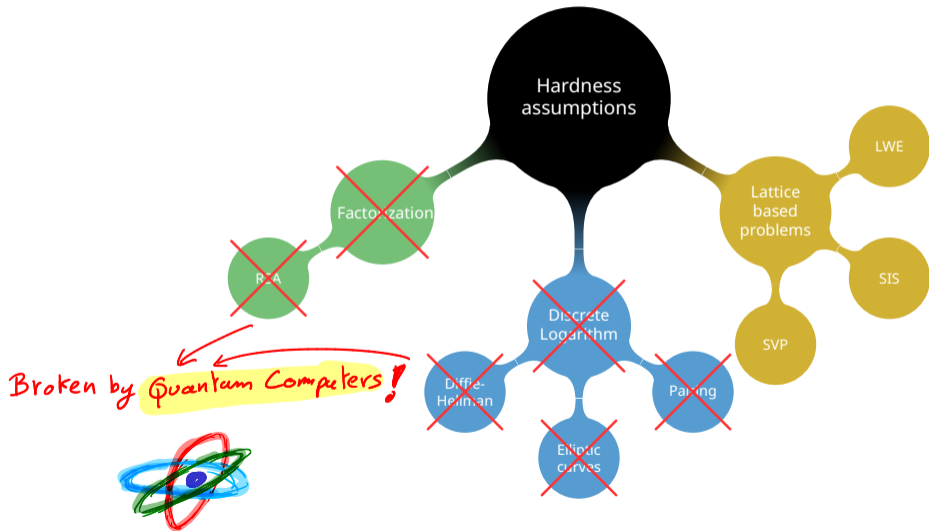 Hardness
assumptions
LWE
Lattice
based
problems
Factorization
RSA
SIS
Discrete
Logarithm
SVP
Broken by Quantum Computers!
Diffie-
Hellman
Pairing
Elliptic
curves